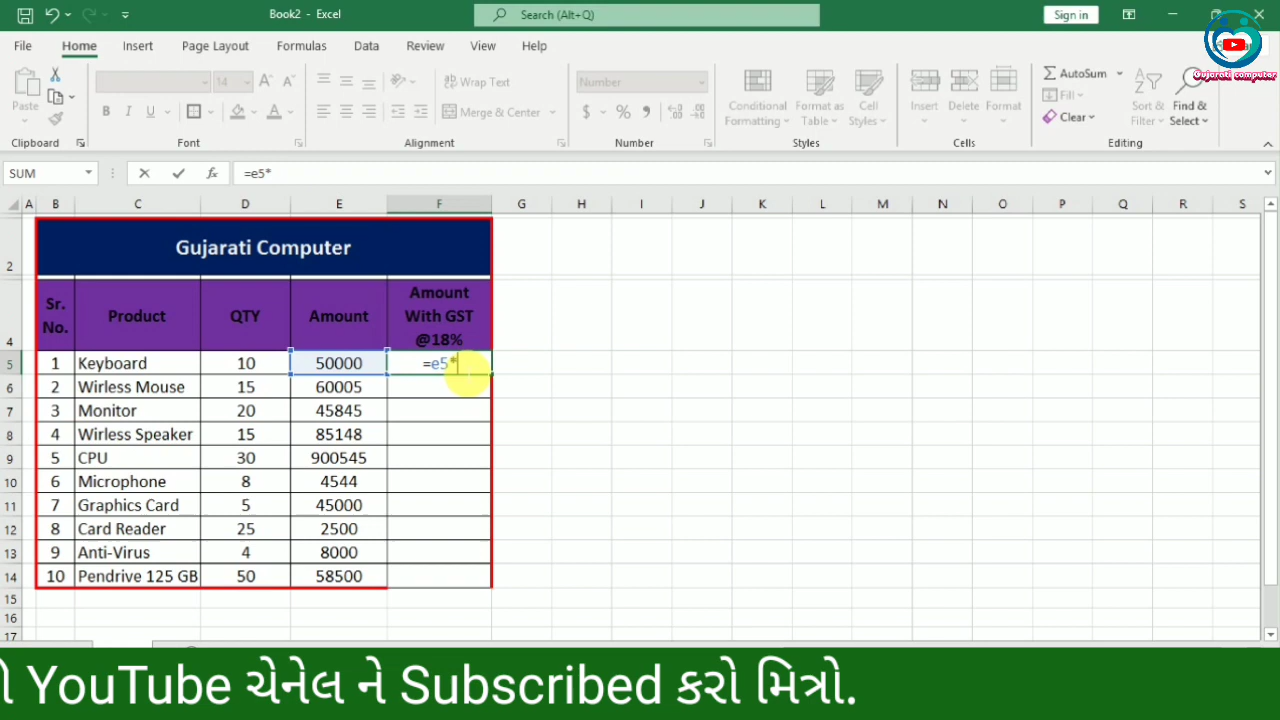 Book2 - Excel
Search (Alt+Q)
Sign in
Gujarati computer
File Home Insert Page Layout Formulas Data Review View Help
14 A A Wrap Text Number AutoSum
Paste Conditional Format as Cell Insert Delete Format Fill Sort & Find &
B I U A Merge & Center $ % Formatting Table Styles Clear Filter Select
Clipboard Font Alignment Number Styles Cells Editing
SUM fx =e5*
A B C D E F G H I J K L M N O P Q R S
2 Gujarati Computer
4 Sr. No. Product QTY Amount Amount With GST @18%
5 1 Keyboard 10 50000 =e5*
6 2 Wirless Mouse 15 60005
7 3 Monitor 20 45845
8 4 Wirless Speaker 15 85148
9 5 CPU 30 900545
10 6 Microphone 8 4544
11 7 Graphics Card 5 45000
12 8 Card Reader 25 2500
13 9 Anti-Virus 4 8000
14 10 Pendrive 125 GB 50 58500
15
16
17
YouTube ચેનેલ ને Subscribed કરો મિત્રો.